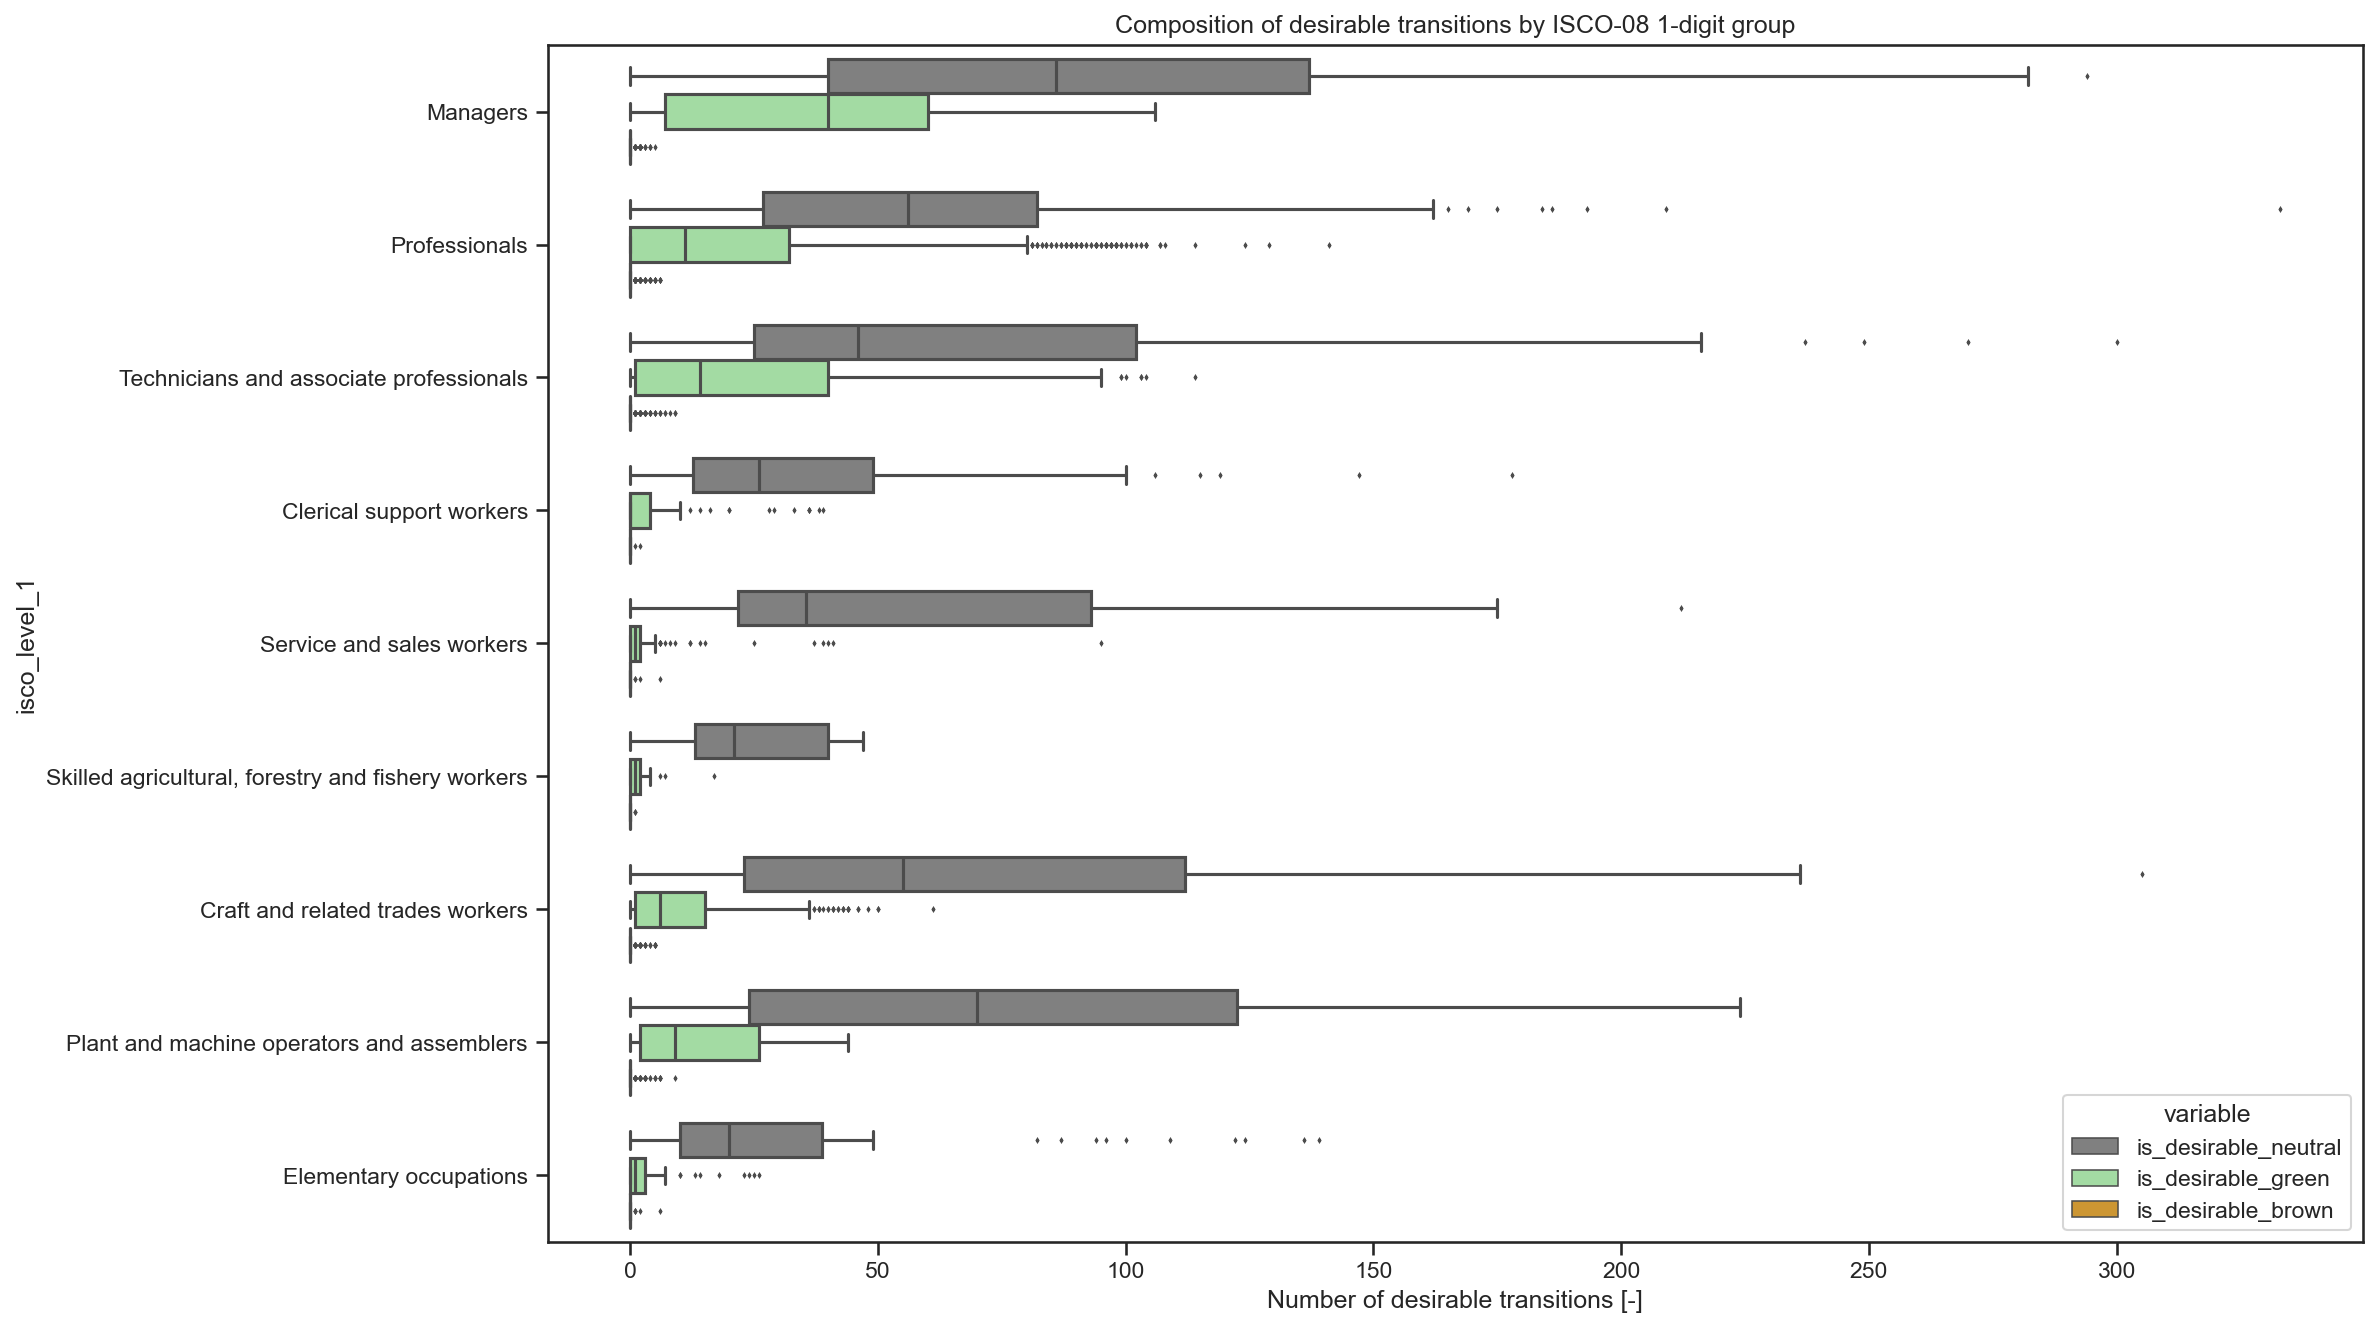 Composition of desirable transitions by ISCO-08 1-digit group
isco_level_1
Managers
Professionals
Technicians and associate professionals
Clerical support workers
Service and sales workers
Skilled agricultural, forestry and fishery workers
Craft and related trades workers
Plant and machine operators and assemblers
Elementary occupations
variable
is_desirable_neutral
is_desirable_green
is_desirable_brown
0 50 100 150 200 250 300
Number of desirable transitions [-]